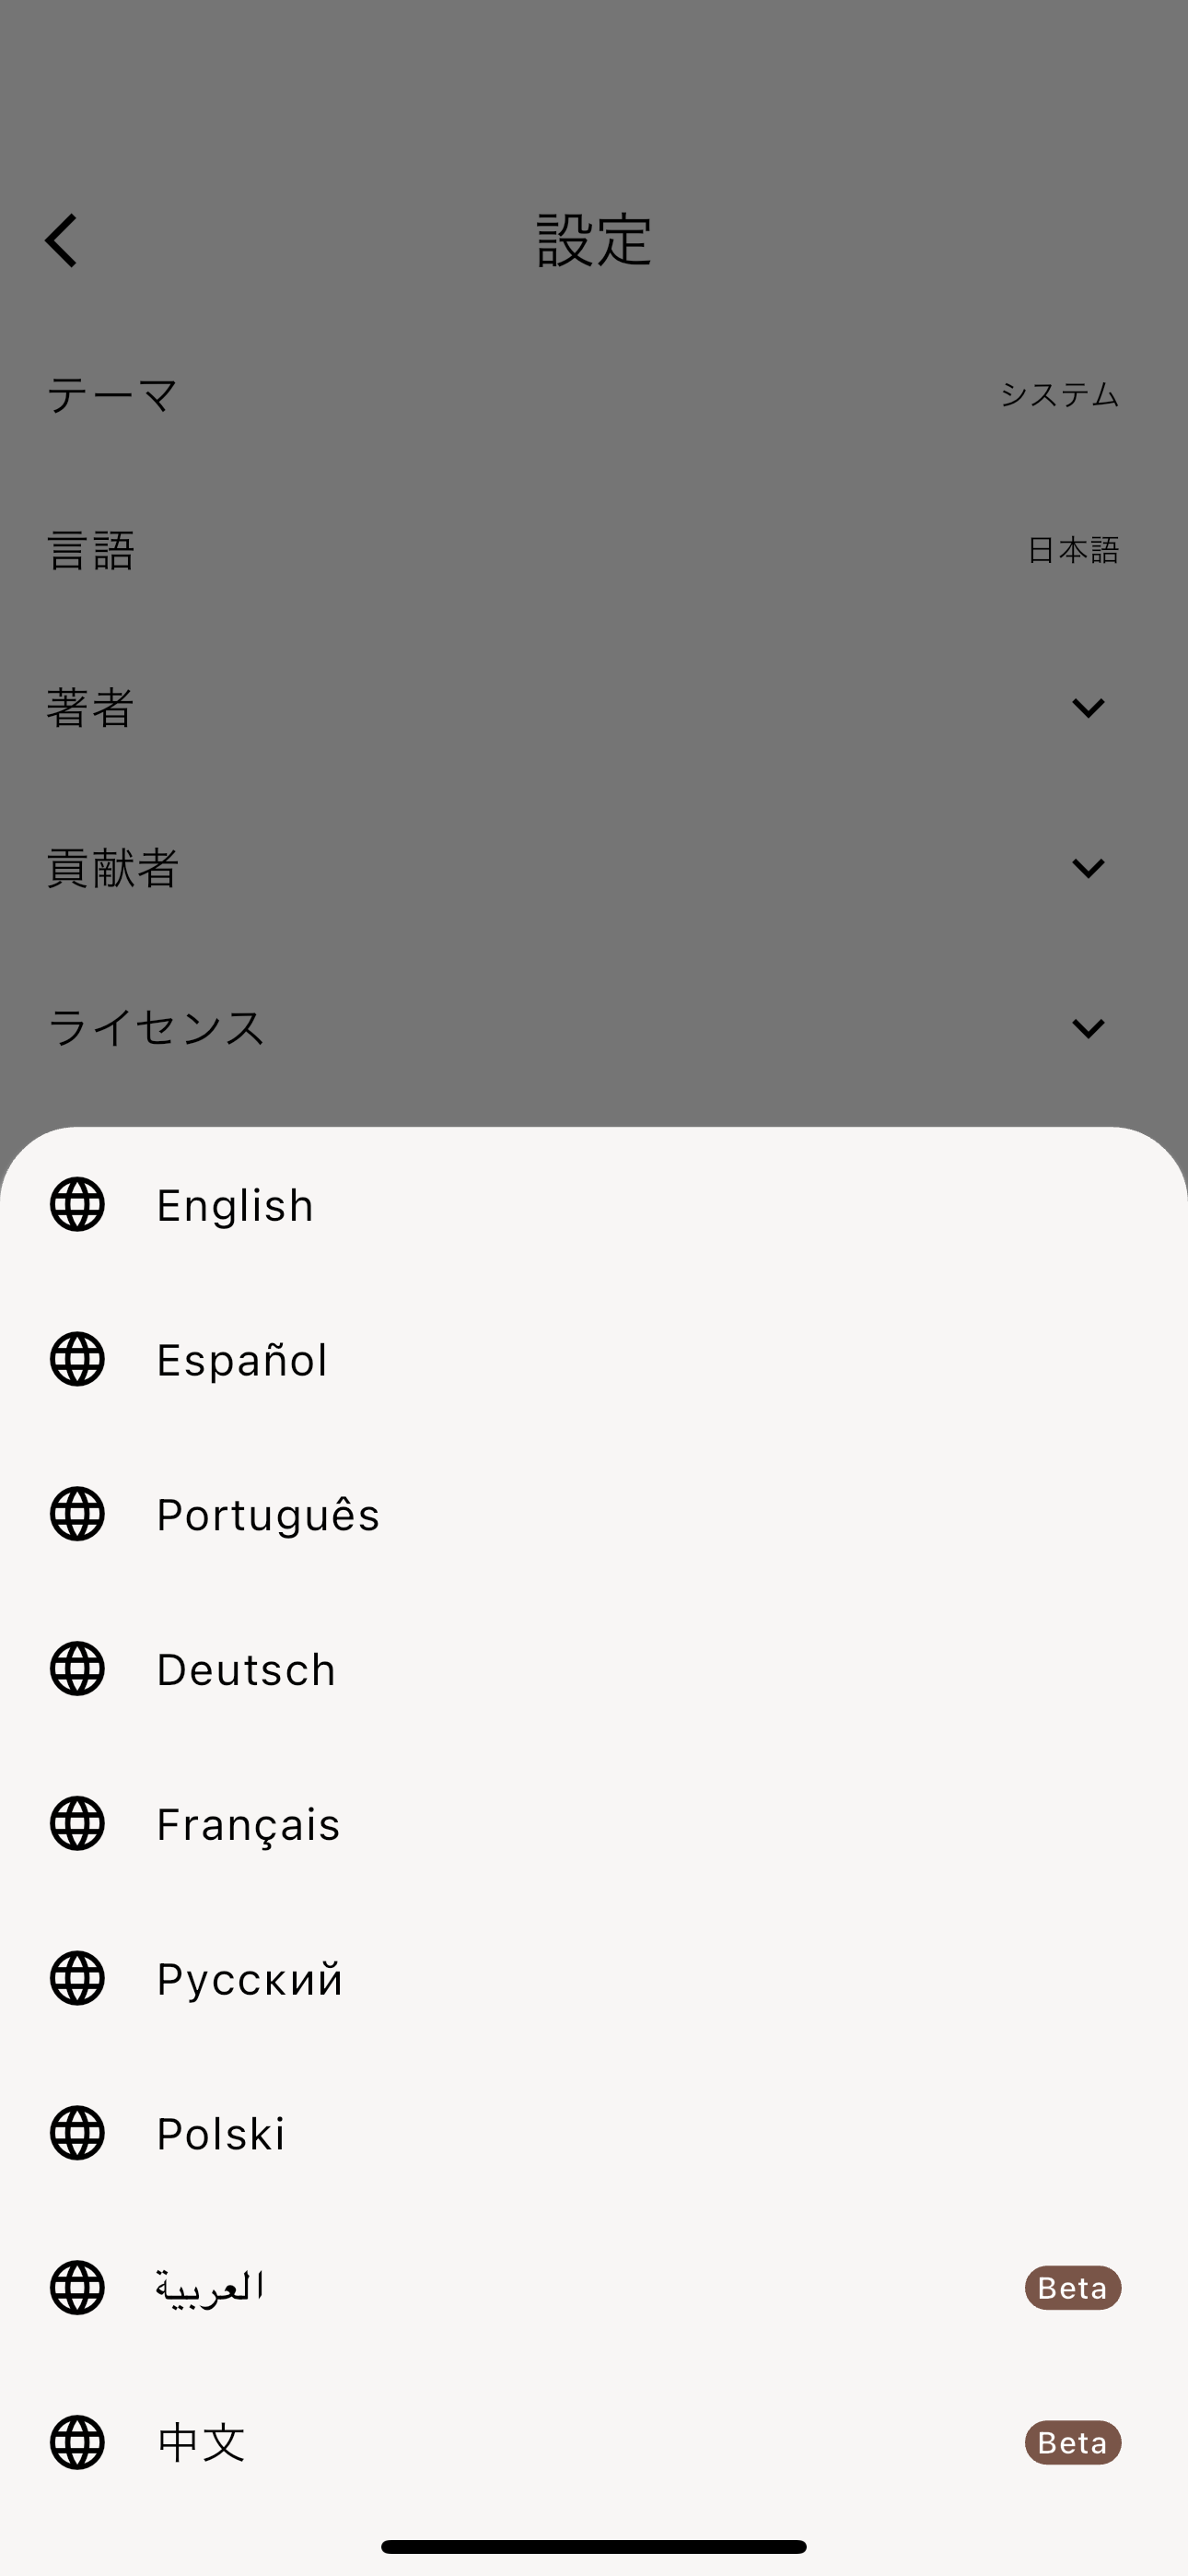 設定
テーマ システム
言語 日本語
著者
貢献者
ライセンス
English
Español
Português
Deutsch
Français
Русский
Polski
العربية Beta
中文 Beta